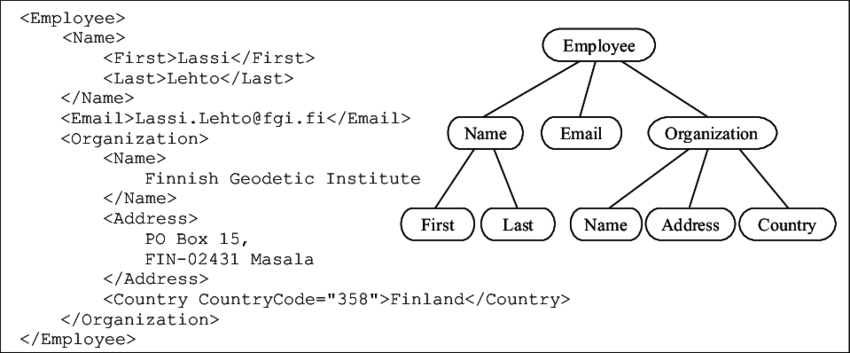 <Employee>
<Name>
<First>Lassi</First>
<Last>Lehto</Last>
</Name>
<Email>Lassi.Lehto@fgi.fi</Email>
<Organization>
<Name>
Finnish Geodetic Institute
</Name>
<Address>
PO Box 15,
FIN-02431 Masala
</Address>
<Country CountryCode="358">Finland</Country>
</Organization>
</Employee>
Employee
Name Email Organization
First Last Name Address Country